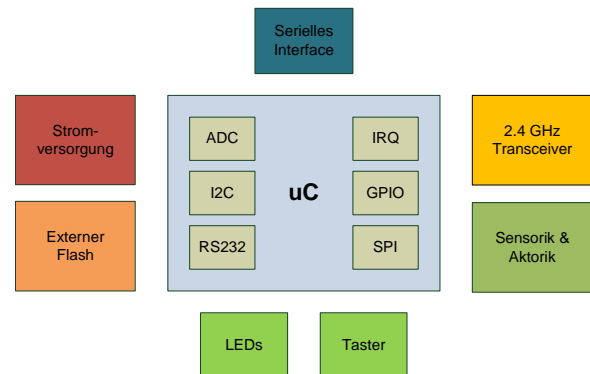 Serielles
Interface
Strom-
versorgung
ADC
IRQ
2.4 GHz
Transceiver
I2C
uC
GPIO
Externer
Flash
RS232
SPI
Sensorik &
Aktorik
LEDs
Taster